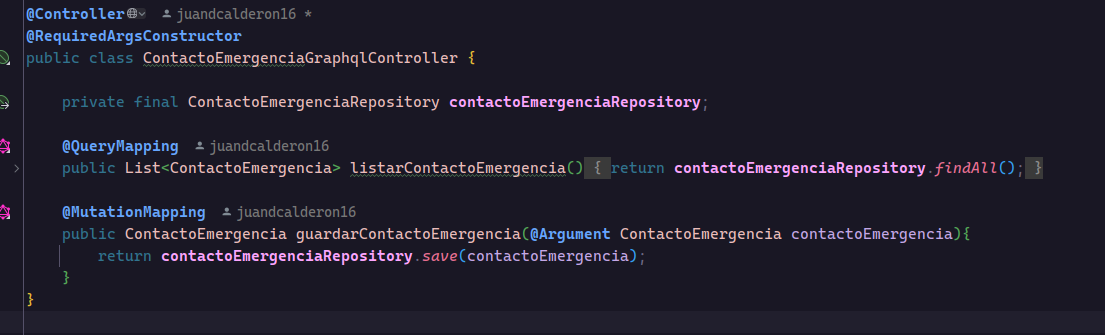 @Controller juandcalderon16 *
@RequiredArgsConstructor
public class ContactoEmergenciaGraphqlController {
private final ContactoEmergenciaRepository contactoEmergenciaRepository;
@QueryMapping juandcalderon16
public List<ContactoEmergencia> listarContactoEmergencia() { return contactoEmergenciaRepository.findAll(); }
@MutationMapping juandcalderon16
public ContactoEmergencia guardarContactoEmergencia(@Argument ContactoEmergencia contactoEmergencia){
return contactoEmergenciaRepository.save(contactoEmergencia);
}
}